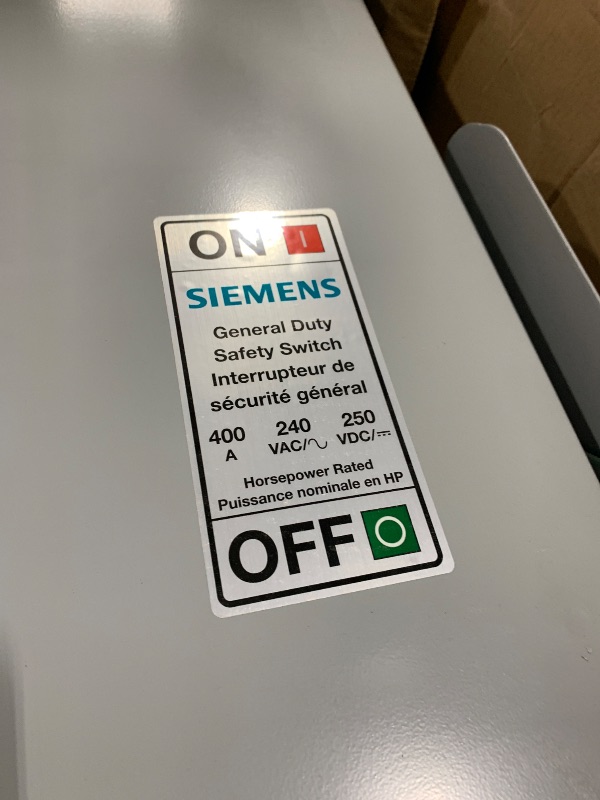 ON I
SIEMENS
General Duty
Safety Switch
Interrupteur de
sécurité général
400 240 250
A VAC/∿ VDC/⎓
Horsepower Rated
Puissance nominale en HP
OFF O